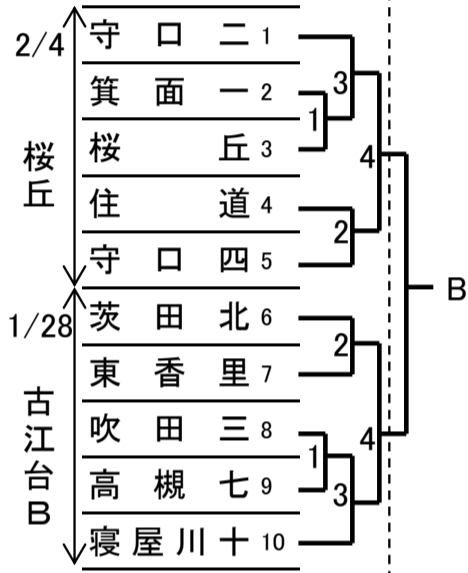 2/4
桜丘
守口二 1
箕面一 2
桜丘 3
住道 4
守口四 5
1
3
2
4
1/28
古江台B
茨田北 6
東香里 7
吹田三 8
高槻七 9
寝屋川十 10
2
1
3
4
B